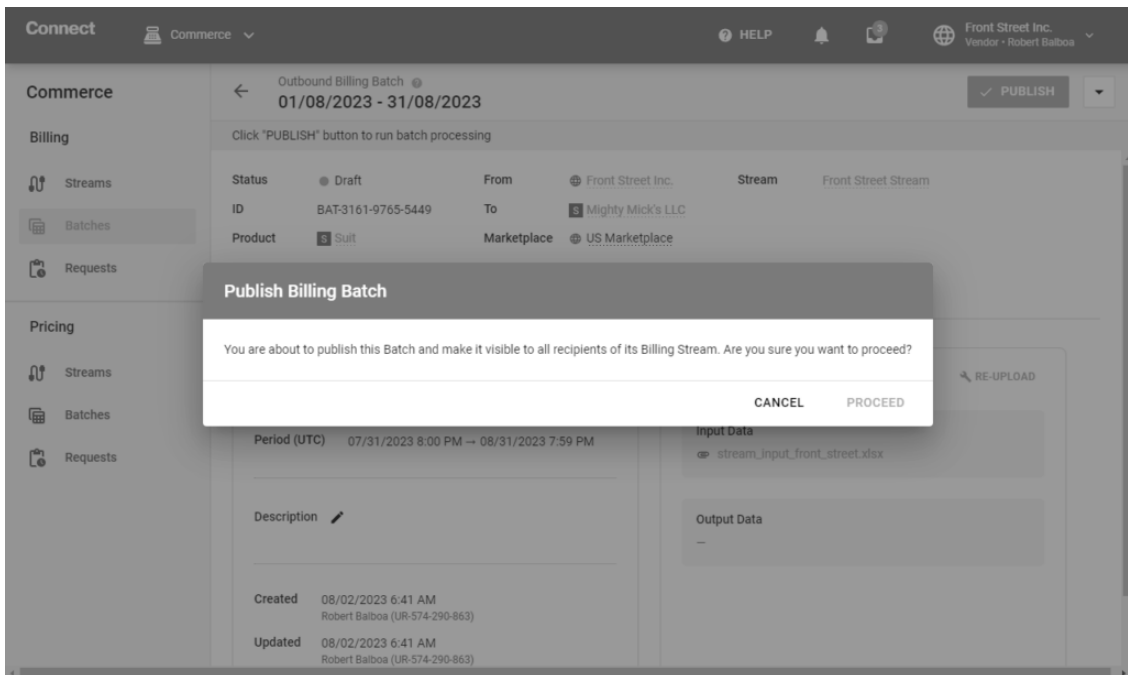 Connect
Commerce
HELP
3
Front Street Inc.
Vendor • Robert Balboa
Commerce
Billing
Streams
Batches
Requests
Pricing
Streams
Batches
Requests
Outbound Billing Batch
01/08/2023 - 31/08/2023
PUBLISH
Click "PUBLISH" button to run batch processing
Status Draft From Front Street Inc. Stream Front Street Stream
ID BAT-3161-9765-5449 To S Mighty Mick's LLC
Product S Suit Marketplace US Marketplace
Publish Billing Batch
You are about to publish this Batch and make it visible to all recipients of its Billing Stream. Are you sure you want to proceed?
CANCEL PROCEED
RE-UPLOAD
Period (UTC) 07/31/2023 8:00 PM → 08/31/2023 7:59 PM
Description
Created 08/02/2023 6:41 AM
Robert Balboa (UR-574-290-863)
Updated 08/02/2023 6:41 AM
Robert Balboa (UR-574-290-863)
Input Data
stream_input_front_street.xlsx
Output Data
—